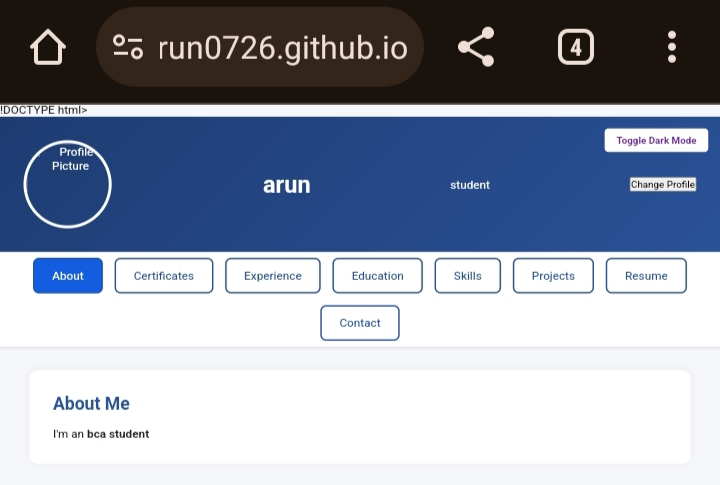 run0726.github.io
4
!DOCTYPE html>
Toggle Dark Mode
Profile
Picture
arun
student
Change Profile
About
Certificates
Experience
Education
Skills
Projects
Resume
Contact
About Me
I'm an bca student